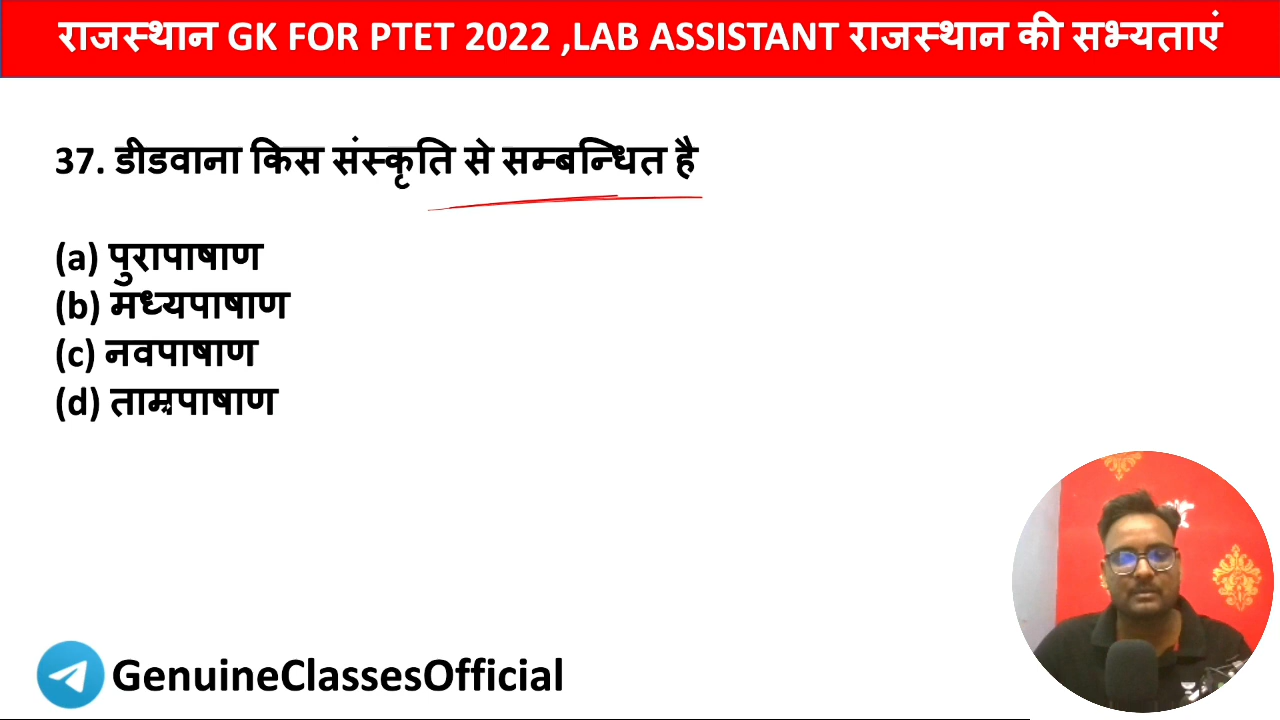 राजस्थान GK FOR PTET 2022 ,LAB ASSISTANT राजस्थान की सभ्यताएं
37. डीडवाना किस संस्कृति से सम्बन्धित है
(a) पुरापाषाण
(b) मध्यपाषाण
(c) नवपाषाण
(d) ताम्रपाषाण
GenuineClassesOfficial